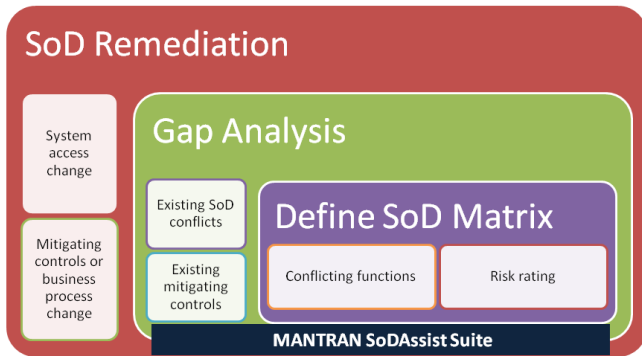 SoD Remediation
System
access
change
Mitigating
controls or
business
process
change
Gap Analysis
Existing SoD
conflicts
Existing
mitigating
controls
Define SoD Matrix
Conflicting functions
Risk rating
MANTRAN SoDAssist Suite